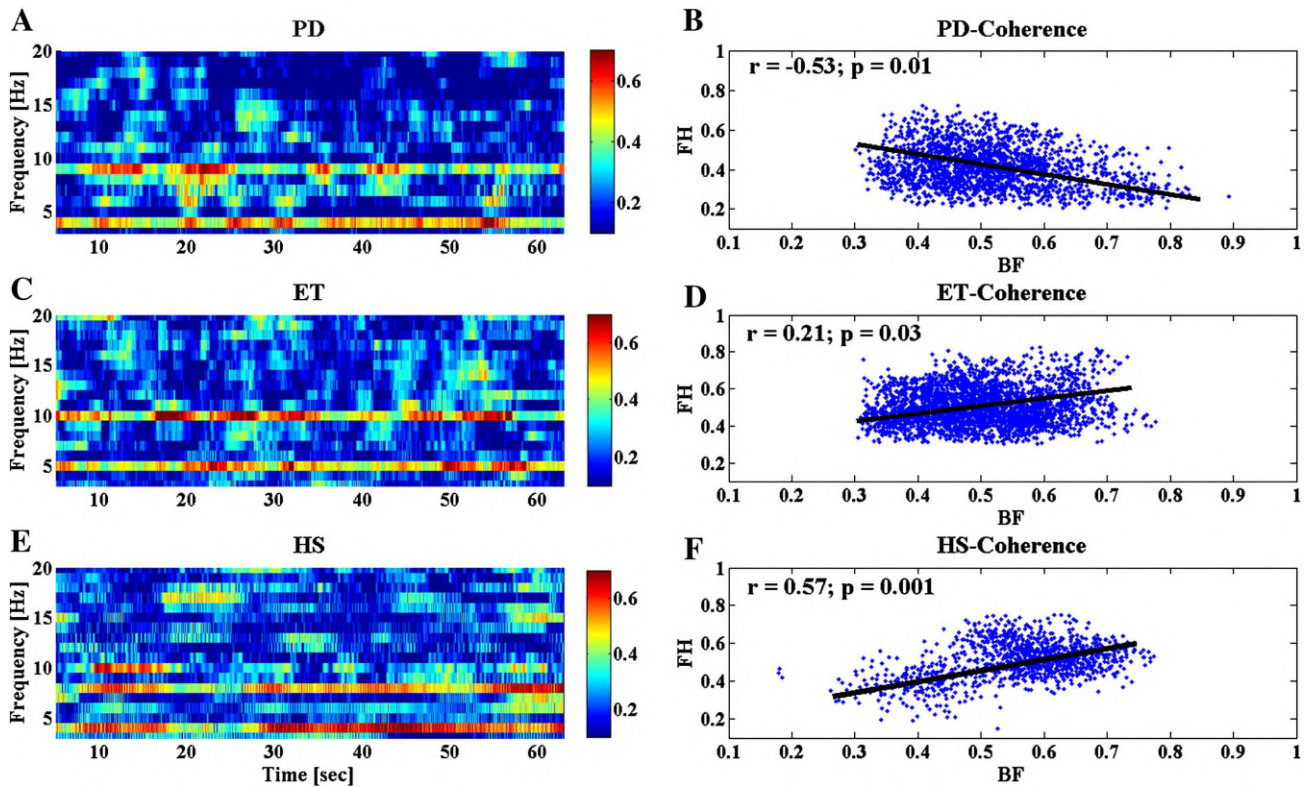 A
PD
20
15
10
5
Frequency [Hz]
10 20 30 40 50 60
0.6
0.4
0.2
B
PD-Coherence
r = -0.53; p = 0.01
1
0.8
0.6
0.4
0.2
FH
0.1 0.2 0.3 0.4 0.5 0.6 0.7 0.8 0.9 1
BF
C
ET
20
15
10
5
Frequency [Hz]
10 20 30 40 50 60
0.6
0.4
0.2
D
ET-Coherence
r = 0.21; p = 0.03
1
0.8
0.6
0.4
0.2
FH
0.1 0.2 0.3 0.4 0.5 0.6 0.7 0.8 0.9 1
BF
E
HS
20
15
10
5
Frequency [Hz]
10 20 30 40 50 60
Time [sec]
0.6
0.4
0.2
F
HS-Coherence
r = 0.57; p = 0.001
1
0.8
0.6
0.4
0.2
0.1
FH
0.1 0.2 0.3 0.4 0.5 0.6 0.7 0.8 0.9 1
BF